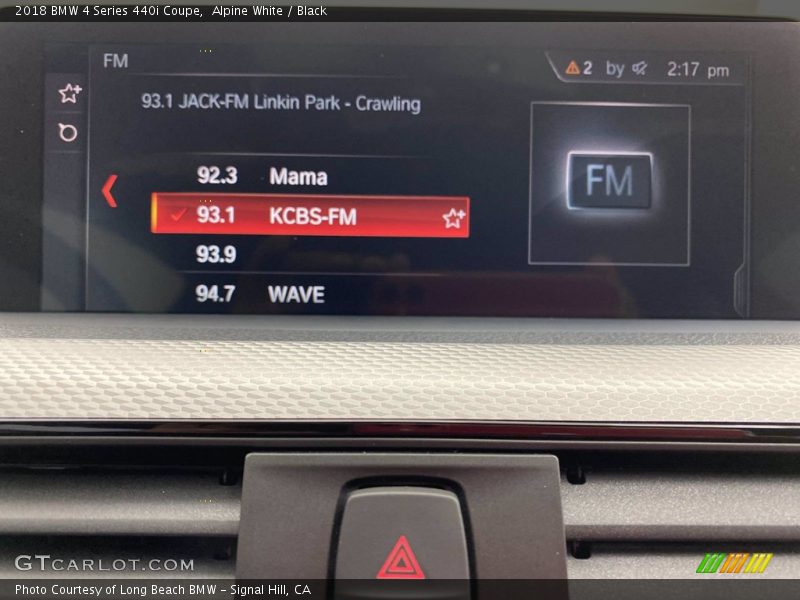 2018 BMW 4 Series 440i Coupe, Alpine White / Black
FM
2 by 2:17 pm
93.1 JACK-FM Linkin Park - Crawling
92.3 Mama
93.1 KCBS-FM
93.9
94.7 WAVE
FM
GTCARLOT.COM
Photo Courtesy of Long Beach BMW - Signal Hill, CA